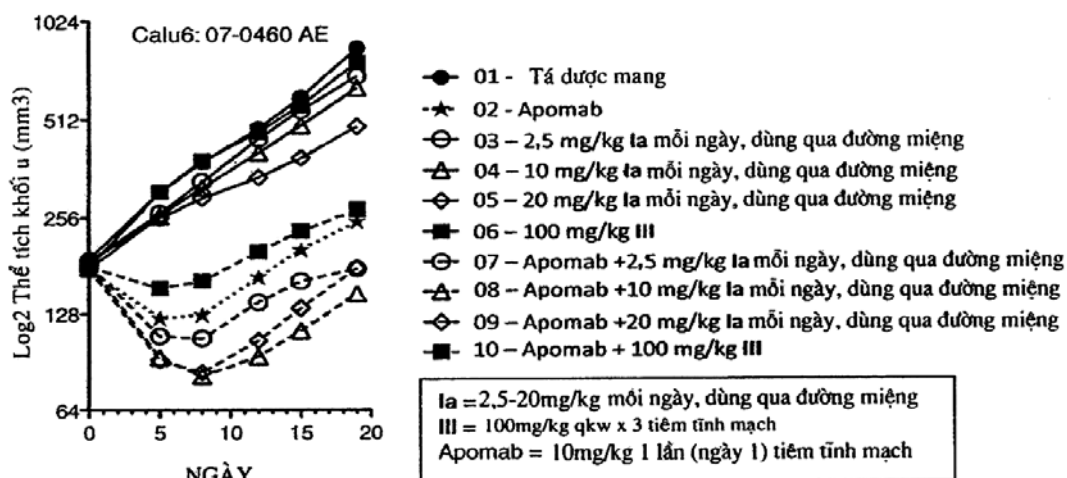 1024
Calu6: 07-0460 AE
512
256
128
64
Log2 Thể tích khối u (mm3)
0 5 10 15 20
NGÀY
01 - Tá dược mang
02 - Apomab
03 – 2,5 mg/kg Ia mỗi ngày, dùng qua đường miệng
04 – 10 mg/kg Ia mỗi ngày, dùng qua đường miệng
05 – 20 mg/kg Ia mỗi ngày, dùng qua đường miệng
06 – 100 mg/kg III
07 – Apomab +2,5 mg/kg Ia mỗi ngày, dùng qua đường miệng
08 – Apomab +10 mg/kg Ia mỗi ngày, dùng qua đường miệng
09 – Apomab +20 mg/kg Ia mỗi ngày, dùng qua đường miệng
10 – Apomab + 100 mg/kg III
Ia = 2,5-20mg/kg mỗi ngày, dùng qua đường miệng
III = 100mg/kg qkw x 3 tiêm tĩnh mạch
Apomab = 10mg/kg 1 lần (ngày 1) tiêm tĩnh mạch